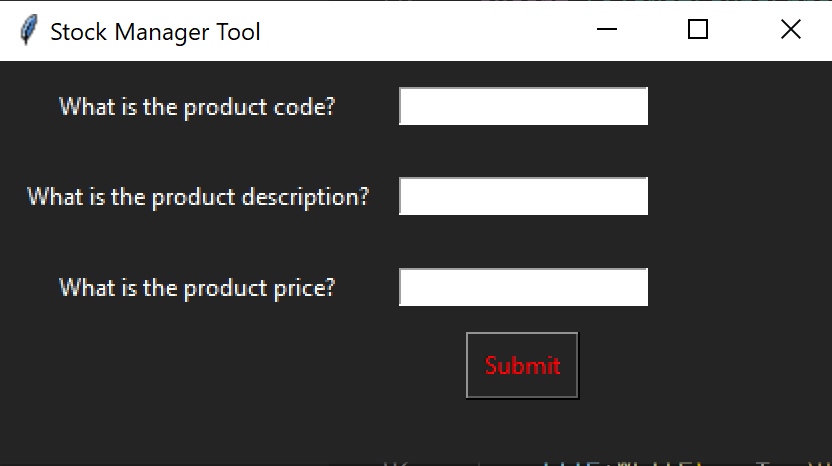 Stock Manager Tool
What is the product code?
What is the product description?
What is the product price?
Submit